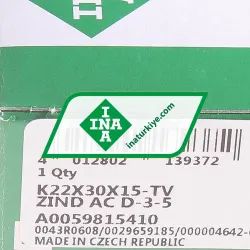 INA
inaturkiye.com
4 012802 139372
1 Qty
K22X30X15-TV
ZIND AC D-3-5
A0059815410
0043R0608/0029659185/000004642-
MADE IN CZECH REPUBLIC